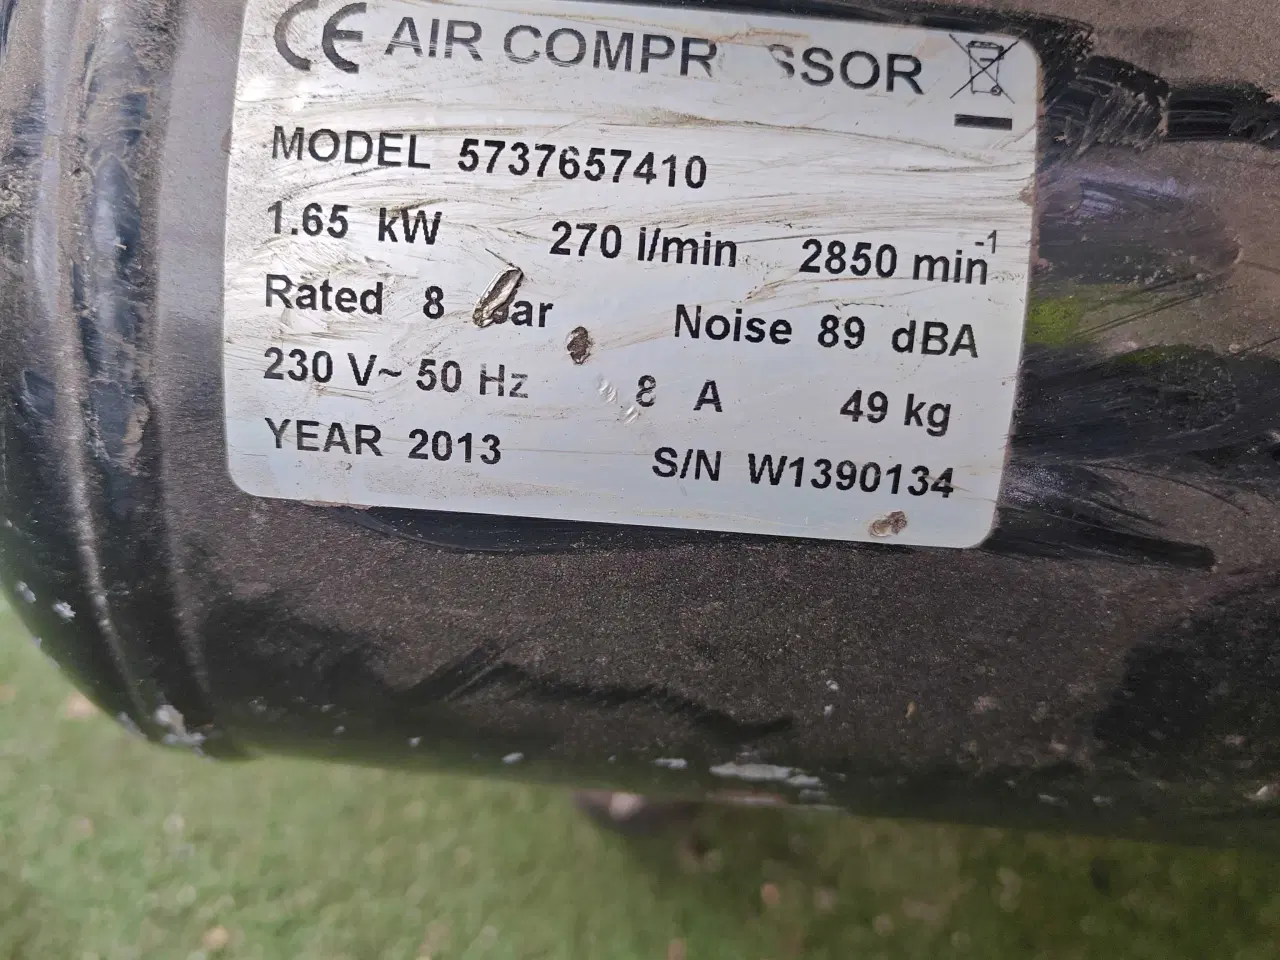 CE AIR COMPR SSOR
MODEL 5737657410
1.65 kW 270 l/min 2850 min-1
Rated 8 bar Noise 89 dBA
230 V~ 50 Hz 8 A 49 kg
YEAR 2013 S/N W1390134